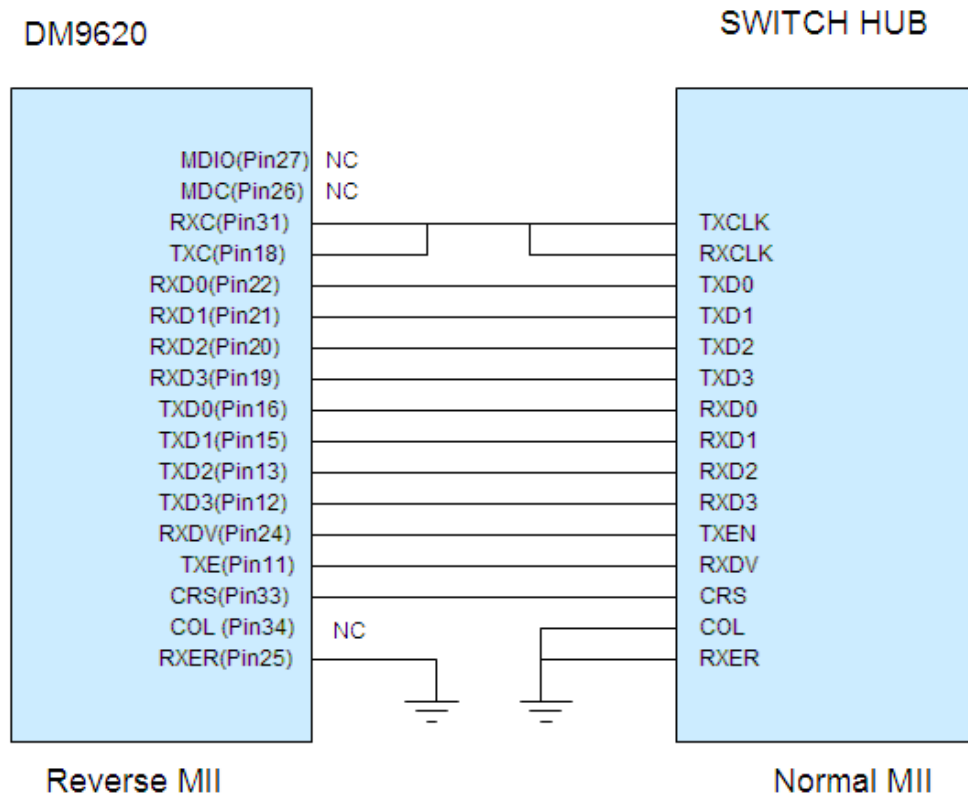 DM9620 SWITCH HUB
MDIO(Pin27) NC
MDC(Pin26) NC
RXC(Pin31) TXCLK
TXC(Pin18) RXCLK
RXD0(Pin22) TXD0
RXD1(Pin21) TXD1
RXD2(Pin20) TXD2
RXD3(Pin19) TXD3
TXD0(Pin16) RXD0
TXD1(Pin15) RXD1
TXD2(Pin13) RXD2
TXD3(Pin12) RXD3
RXDV(Pin24) TXEN
TXE(Pin11) RXDV
CRS(Pin33) CRS
COL (Pin34) NC COL
RXER(Pin25) RXER
Reverse MII Normal MII